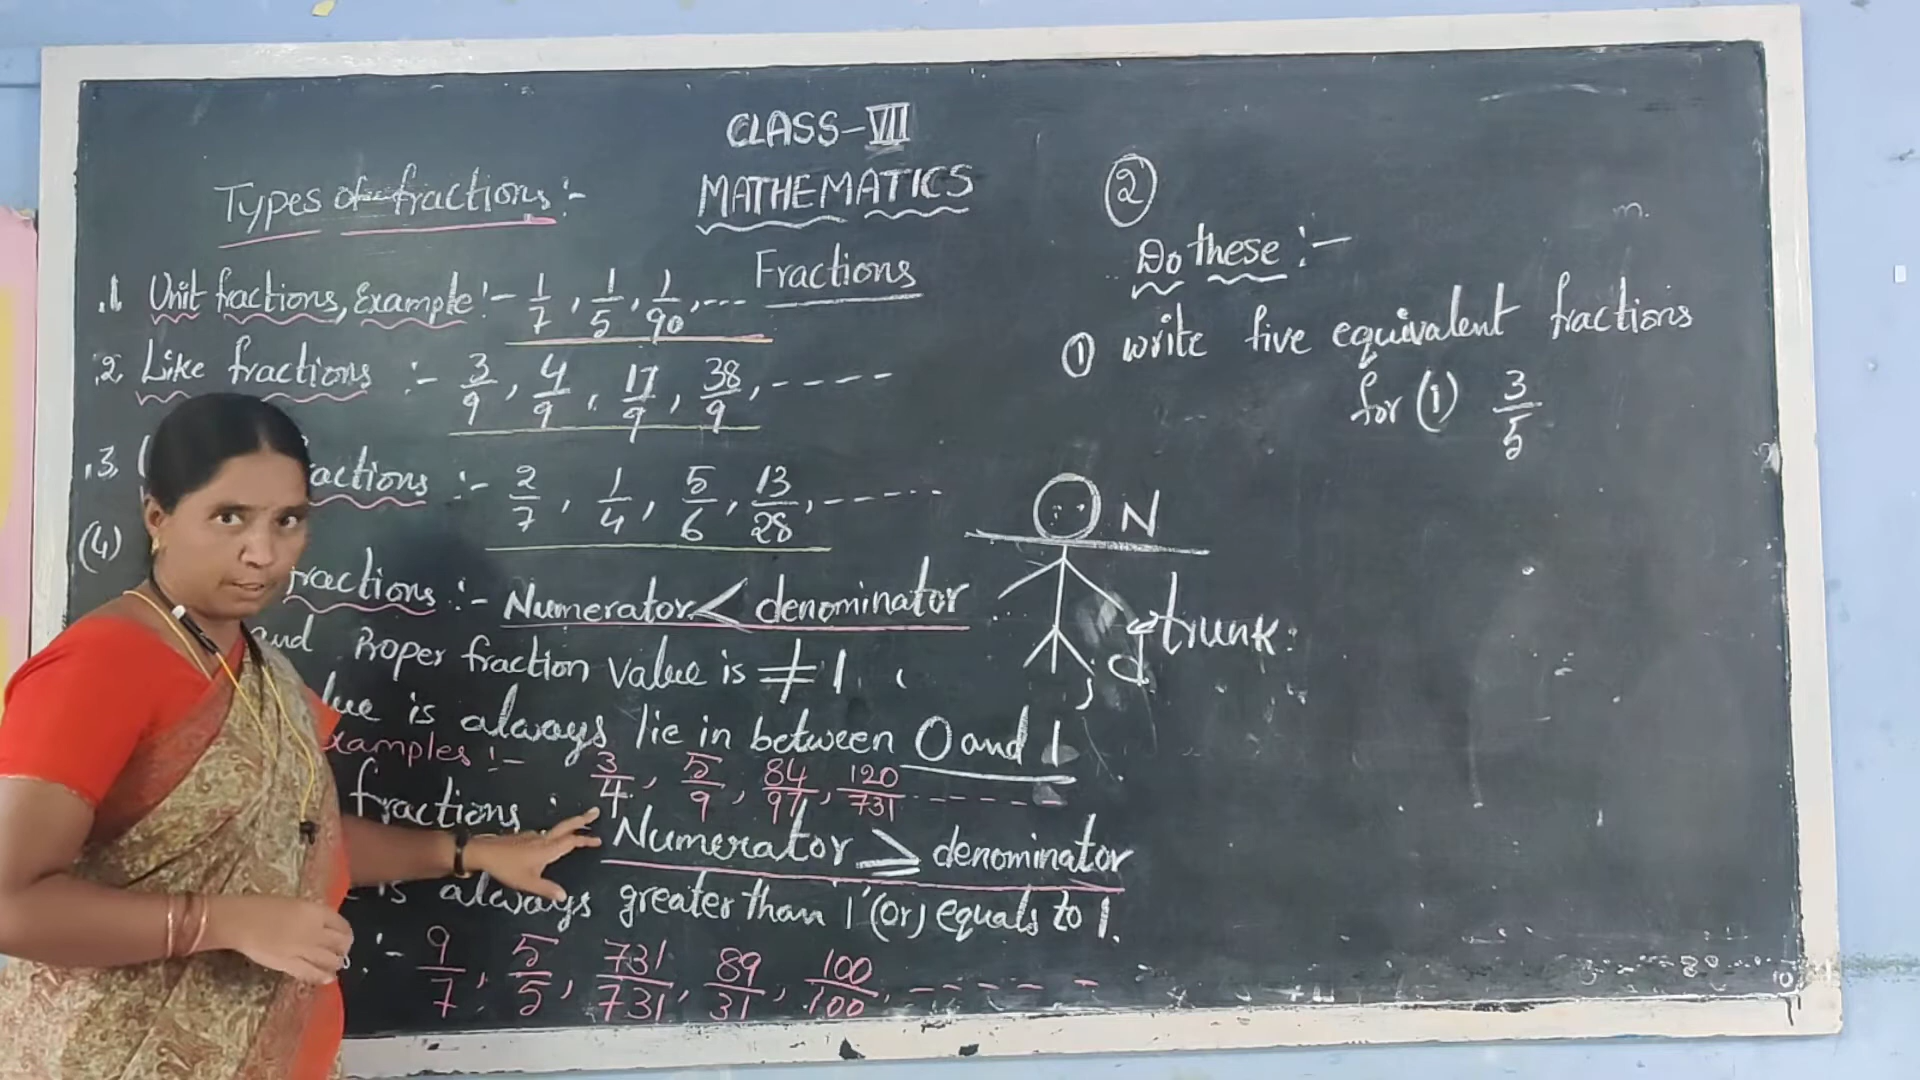 CLASS-VII
MATHEMATICS
Fractions
Types of fractions:-
.1. Unit fractions, Example:- 1/7, 1/5, 1/90, ...
.2. Like fractions :- 3/9, 4/9, 17/9, 38/9, ----
.3. actions :- 2/7, 1/4, 5/6, 13/28, -----
(4)
ractions :- Numerator < denominator
and Proper fraction value is ≠ 1
lue is always lie in between 0 and 1
xamples :- 3/4, 5/9, 84/97, 120/731 -----
fractions : Numerator ≥ denominator
is always greater than '1' (or) equals to 1.
:- 9/7, 5/5, 731/731, 89/31, 100/100, -----
②
Do these :-
① write five equivalent fractions
for (i) 3/5
N
trunk: